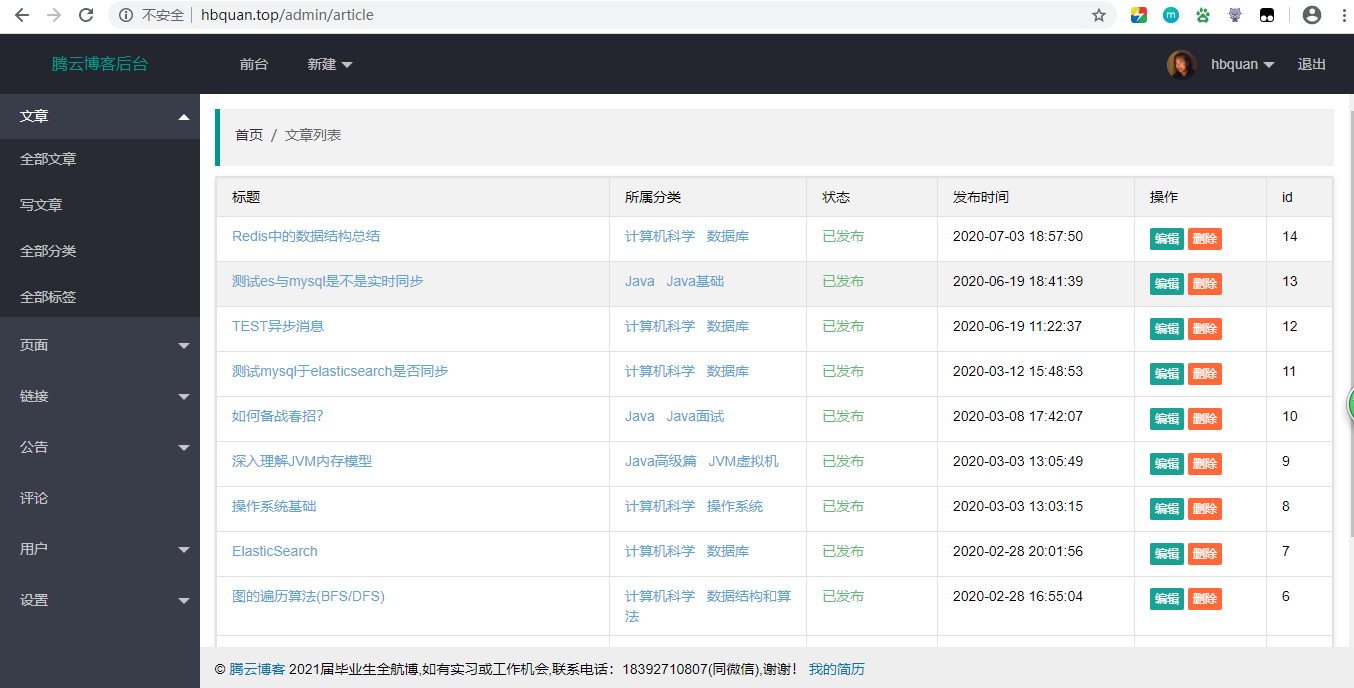 不安全 hbquan.top/admin/article
腾云博客后台 前台 新建 hbquan 退出
文章
全部文章
写文章
全部分类
全部标签
页面
链接
公告
评论
用户
设置
首页 / 文章列表
标题 所属分类 状态 发布时间 操作 id
Redis中的数据结构总结 计算机科学 数据库 已发布 2020-07-03 18:57:50 编辑 删除 14
测试es与mysql是不是实时同步 Java Java基础 已发布 2020-06-19 18:41:39 编辑 删除 13
TEST异步消息 计算机科学 数据库 已发布 2020-06-19 11:22:37 编辑 删除 12
测试mysql于elasticsearch是否同步 计算机科学 数据库 已发布 2020-03-12 15:48:53 编辑 删除 11
如何备战春招? Java Java面试 已发布 2020-03-08 17:42:07 编辑 删除 10
深入理解JVM内存模型 Java高级篇 JVM虚拟机 已发布 2020-03-03 13:05:49 编辑 删除 9
操作系统基础 计算机科学 操作系统 已发布 2020-03-03 13:03:15 编辑 删除 8
ElasticSearch 计算机科学 数据库 已发布 2020-02-28 20:01:56 编辑 删除 7
图的遍历算法(BFS/DFS) 计算机科学 数据结构和算 已发布 2020-02-28 16:55:04 编辑 删除 6
法
© 腾云博客 2021届毕业生全航博,如有实习或工作机会,联系电话：18392710807(同微信),谢谢！ 我的简历